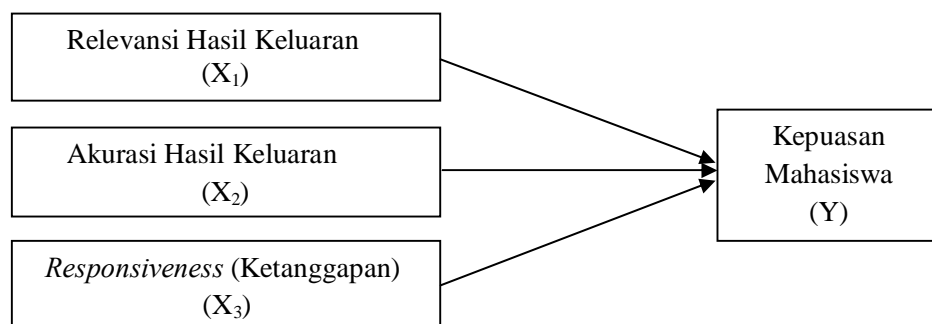 Relevansi Hasil Keluaran
(X₁)
Akurasi Hasil Keluaran
(X₂)
Responsiveness (Ketanggapan)
(X₃)
Kepuasan
Mahasiswa
(Y)